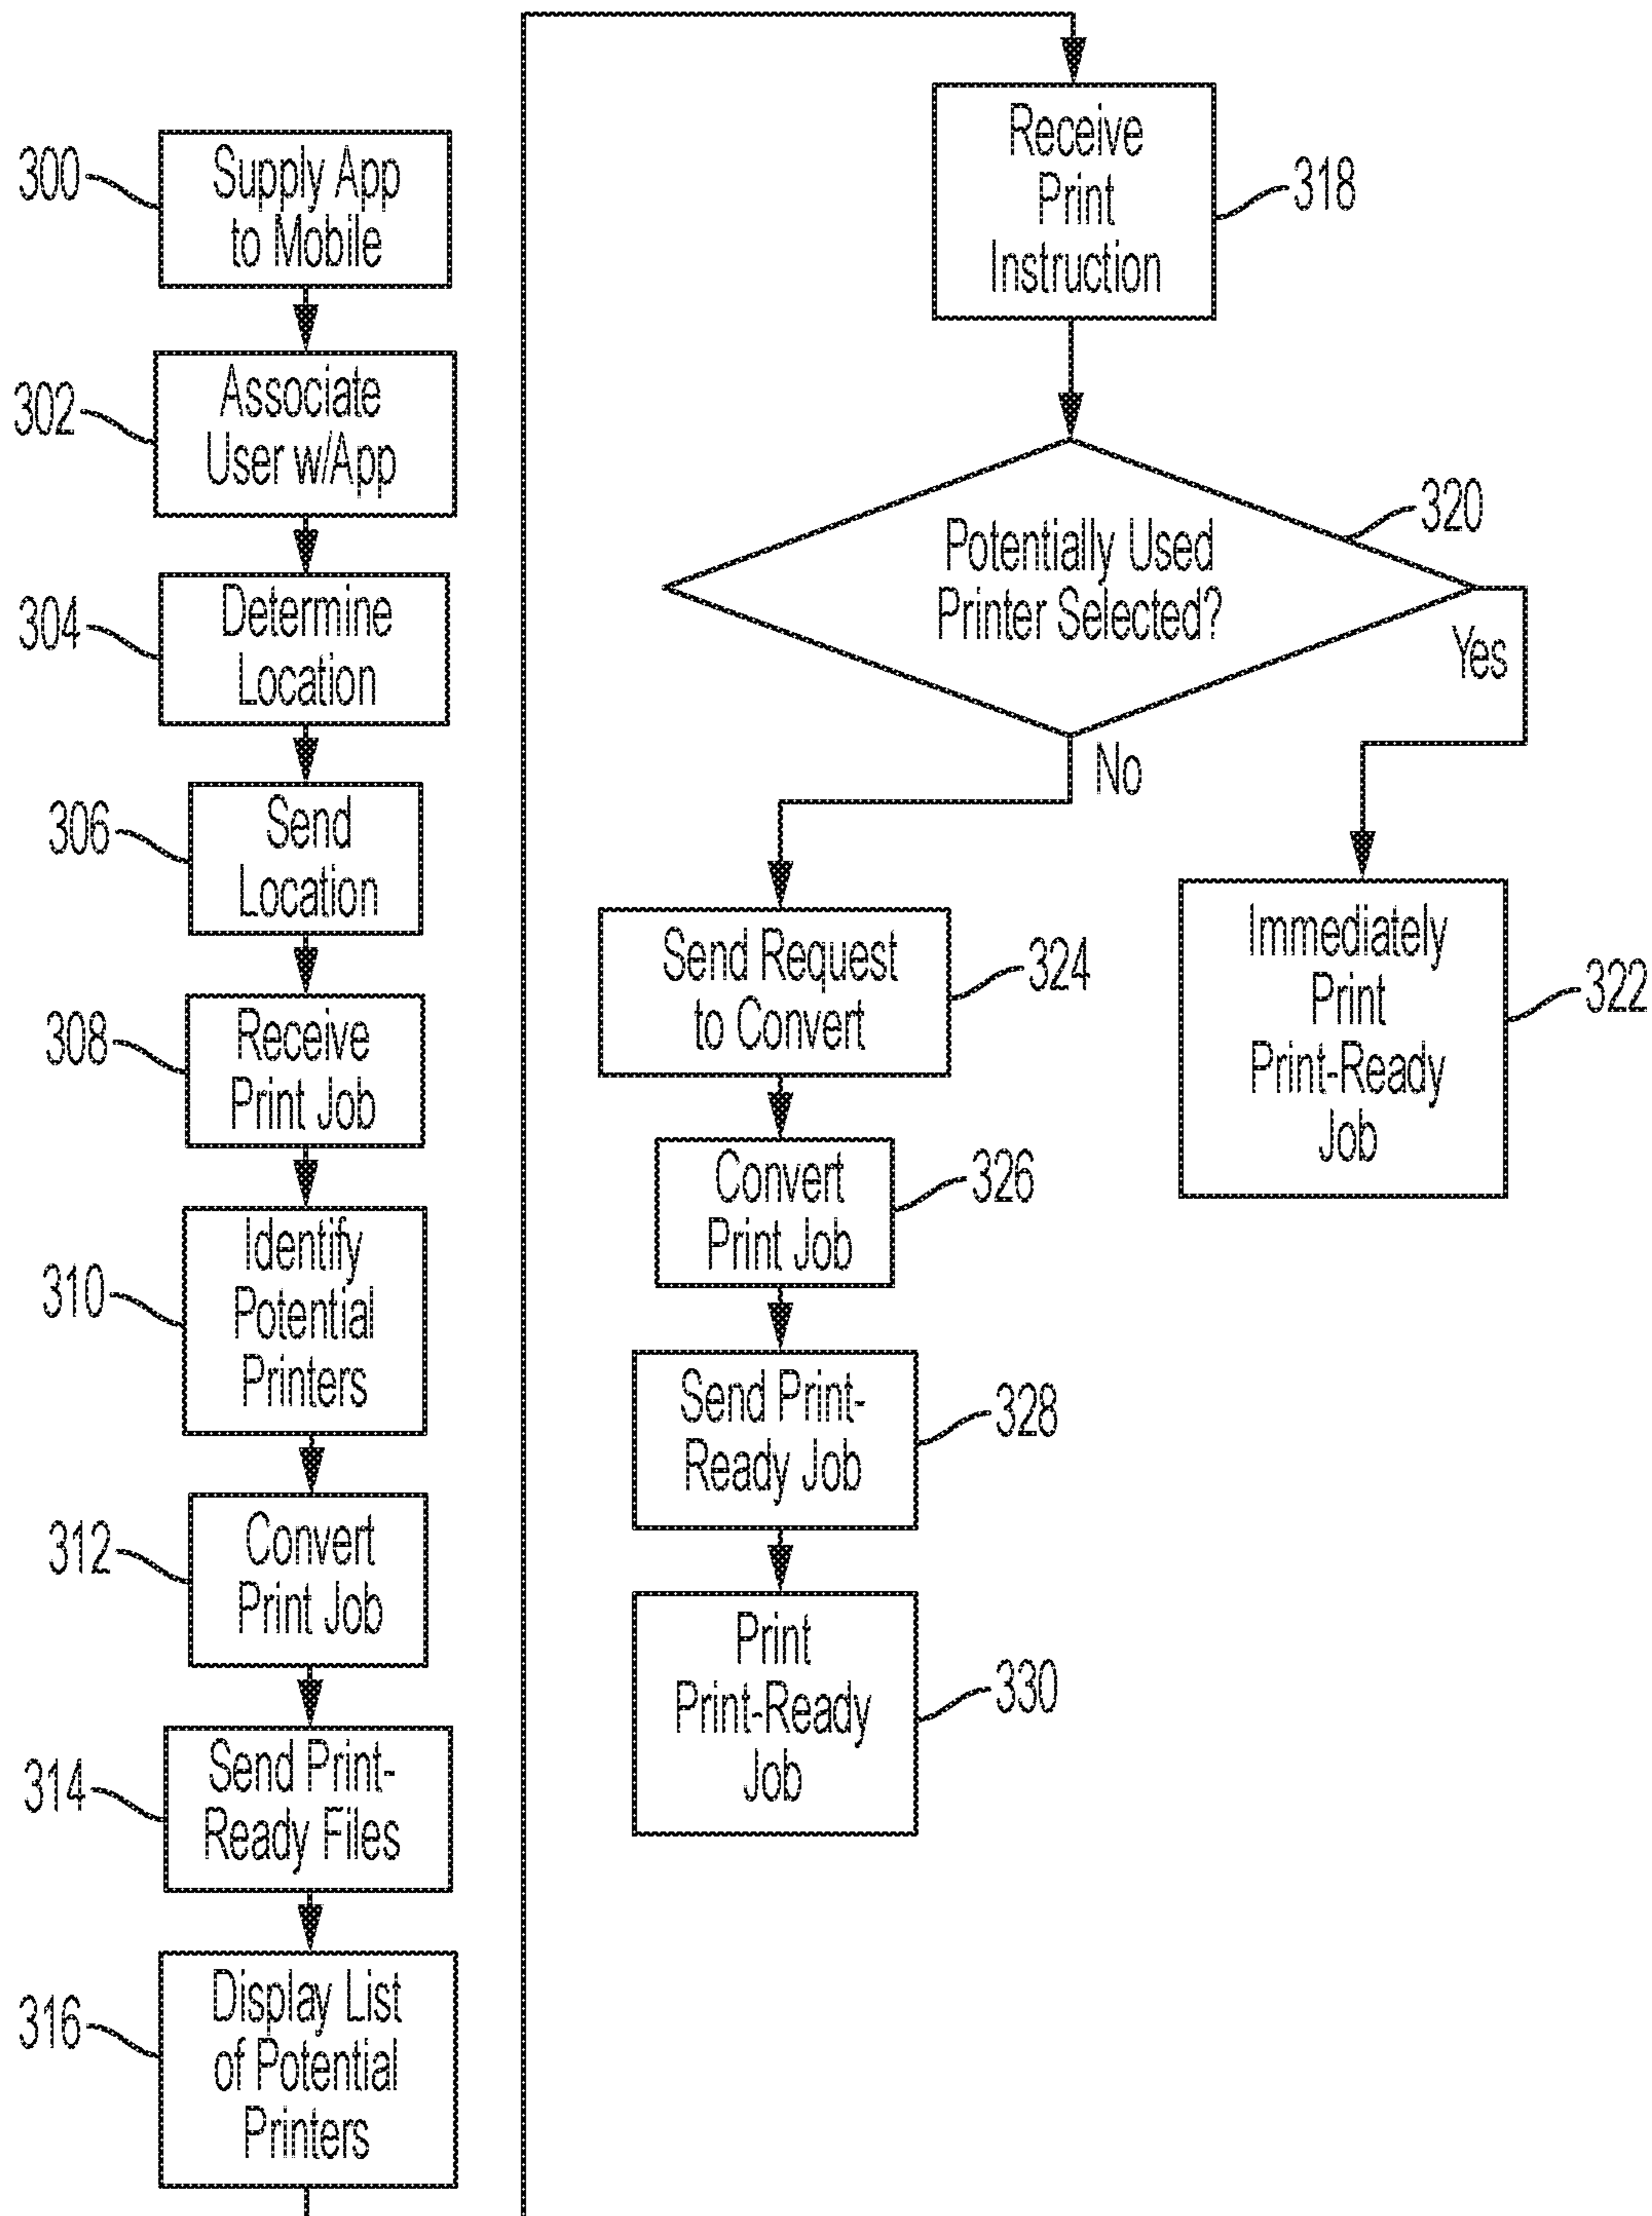 300
Supply App
to Mobile
302
Associate
User w/App
304
Determine
Location
306
Send
Location
308
Receive
Print Job
310
Identify
Potential
Printers
312
Convert
Print Job
314
Send Print-
Ready Files
316
Display List
of Potential
Printers
Receive
Print
Instruction
318
Potentially Used
Printer Selected?
320
Yes
No
Immediately
Print
Print-Ready
Job
322
Send Request
to Convert
324
Convert
Print Job
326
Send Print-
Ready Job
328
Print
Print-Ready
Job
330